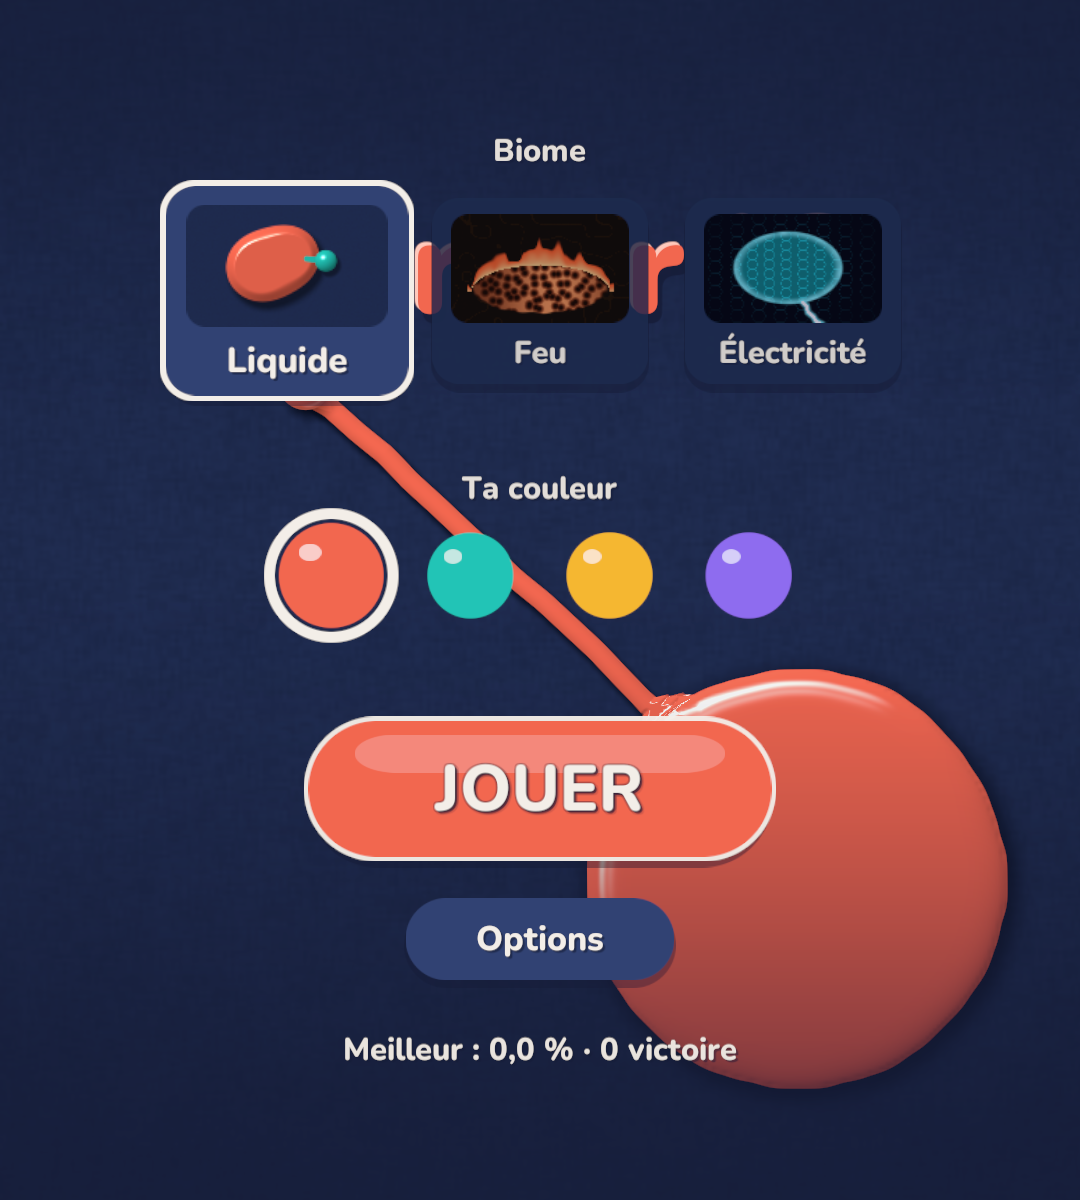 Biome
Liquide
Feu
Électricité
Ta couleur
JOUER
Options
Meilleur : 0,0 % · 0 victoire